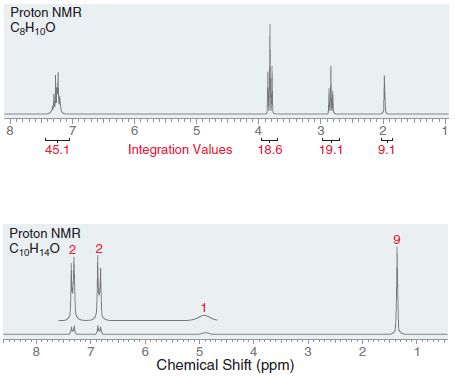 Proton NMR
C₈H₁₀O
8 7 6 5 4 3 2 1
45.1 Integration Values 18.6 19.1 9.1
Proton NMR
C₁₀H₁₄O 2 2 9
1
8 7 6 5 4 3 2 1
Chemical Shift (ppm)